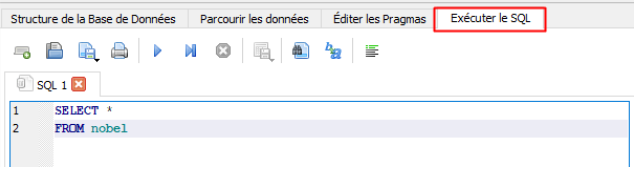 Structure de la Base de Données Parcourir les données Éditer les Pragmas Exécuter le SQL
SQL 1
1 SELECT *
2 FROM nobel